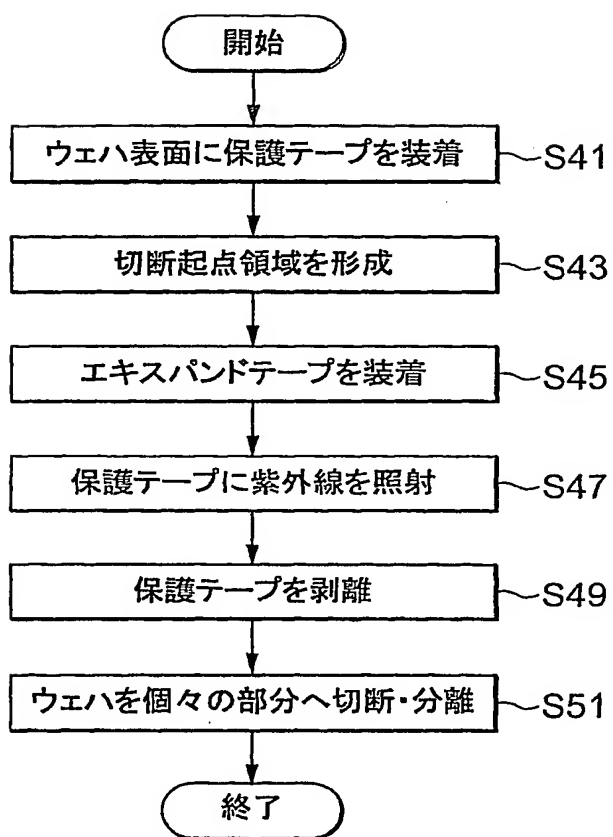 開始
ウェハ表面に保護テープを装着 S41
切断起点領域を形成 S43
エキスパンドテープを装着 S45
保護テープに紫外線を照射 S47
保護テープを剥離 S49
ウェハを個々の部分へ切断・分離 S51
終了